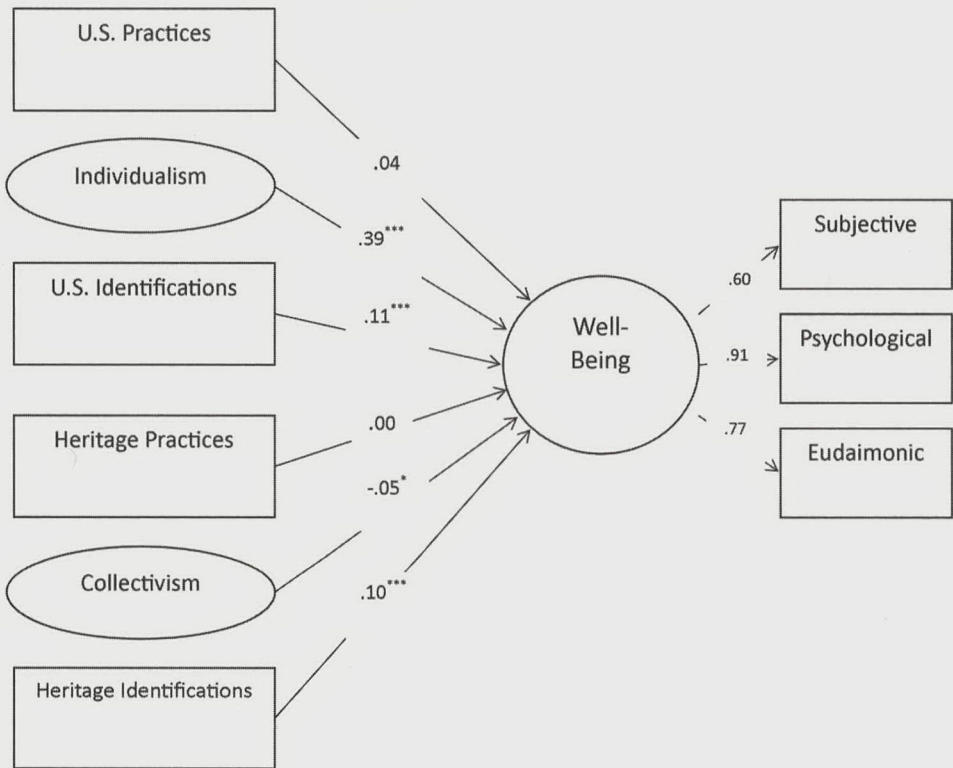 U.S. Practices
.04
Individualism
.39***
U.S. Identifications
.11***
Heritage Practices
.00
Collectivism
-.05*
Heritage Identifications
.10***
Well-
Being
.60
Subjective
.91
Psychological
.77
Eudaimonic